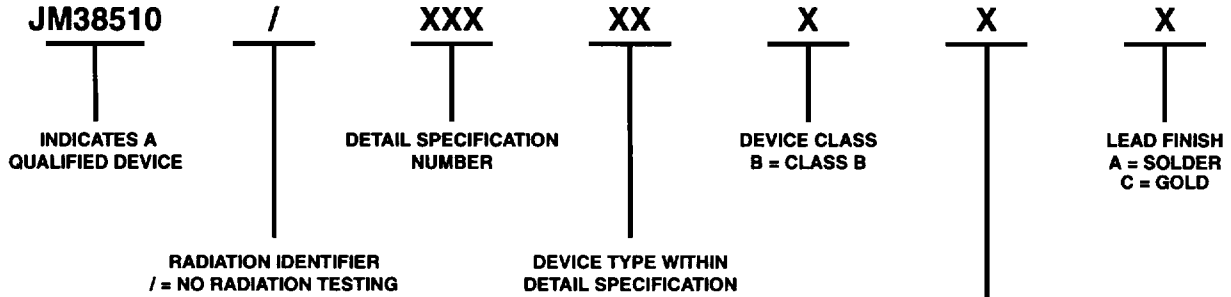 JM38510 / XXX XX X X X
INDICATES A
QUALIFIED DEVICE
DETAIL SPECIFICATION
NUMBER
DEVICE CLASS
B = CLASS B
LEAD FINISH
A = SOLDER
C = GOLD
RADIATION IDENTIFIER
/ = NO RADIATION TESTING
DEVICE TYPE WITHIN
DETAIL SPECIFICATION